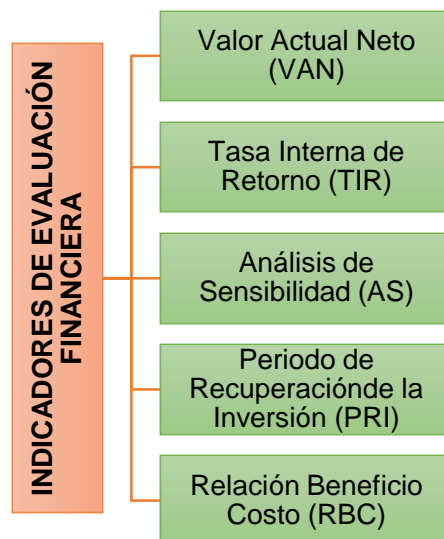 INDICADORES DE EVALUACIÓN
FINANCIERA
Valor Actual Neto
(VAN)
Tasa Interna de
Retorno (TIR)
Análisis de
Sensibilidad (AS)
Periodo de
Recuperaciónde la
Inversión (PRI)
Relación Beneficio
Costo (RBC)